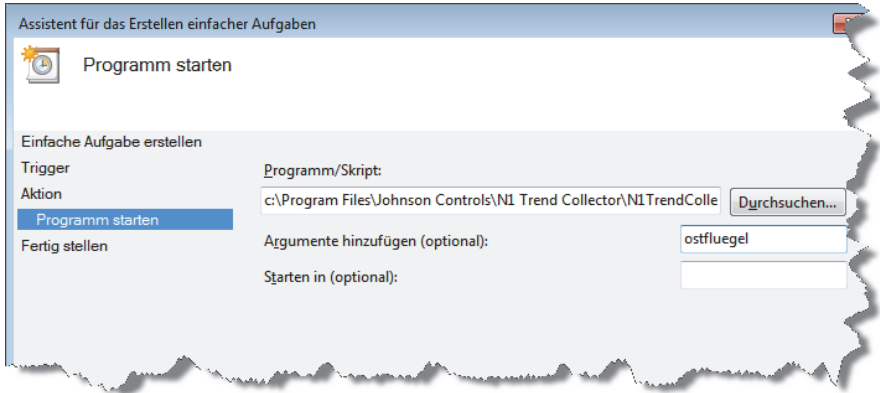 Assistent für das Erstellen einfacher Aufgaben
Programm starten
Einfache Aufgabe erstellen
Trigger
Aktion
Programm starten
Fertig stellen
Programm/Skript:
c:\Program Files\Johnson Controls\N1 Trend Collector\N1TrendColle
Durchsuchen...
Argumente hinzufügen (optional):
ostfluegel
Starten in (optional):